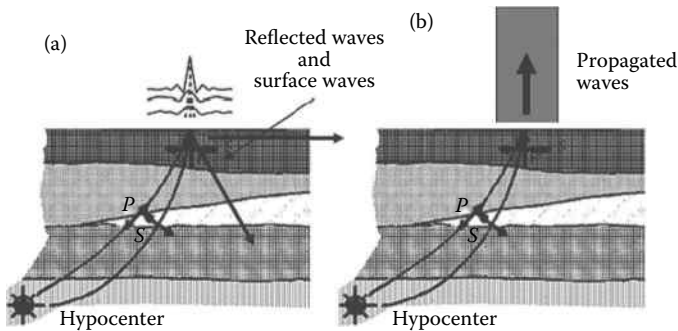 (a)
Reflected waves
and
surface waves
P
S
Hypocenter
(b)
Propagated
waves
P
S
Hypocenter